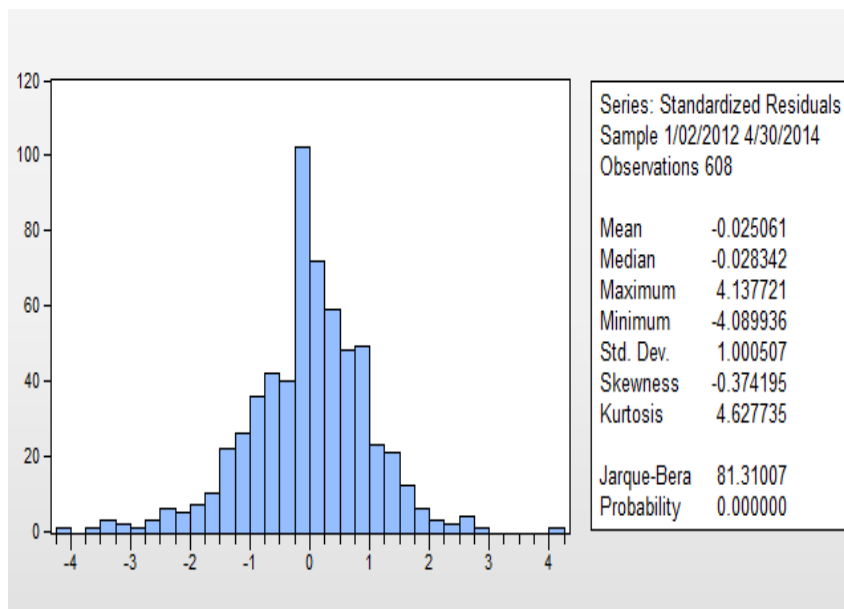 120
100
80
60
40
20
0
-4 -3 -2 -1 0 1 2 3 4
Series: Standardized Residuals
Sample 1/02/2012 4/30/2014
Observations 608
Mean -0.025061
Median -0.028342
Maximum 4.137721
Minimum -4.089936
Std. Dev. 1.000507
Skewness -0.374195
Kurtosis 4.627735
Jarque-Bera 81.31007
Probability 0.000000